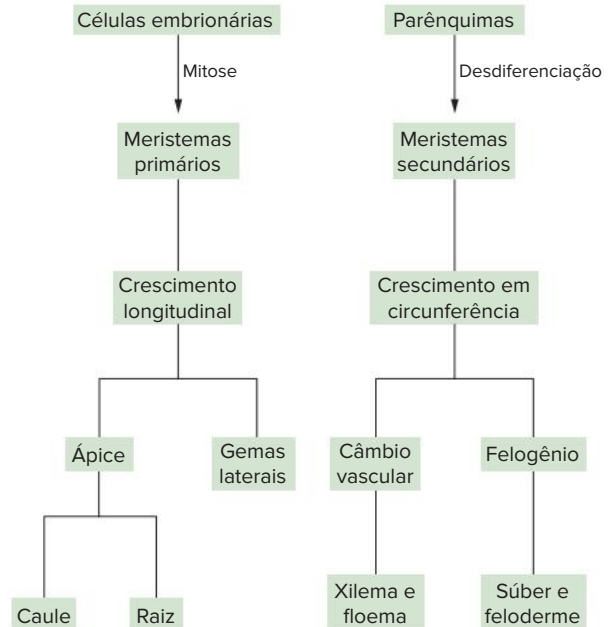 Células embrionárias
Parênquimas
Mitose
Desdiferenciação
Meristemas
primários
Meristemas
secundários
Crescimento
longitudinal
Crescimento em
circunferência
Ápice
Gemas
laterais
Câmbio
vascular
Felogênio
Caule
Raiz
Xilema e
floema
Súber e
feloderme